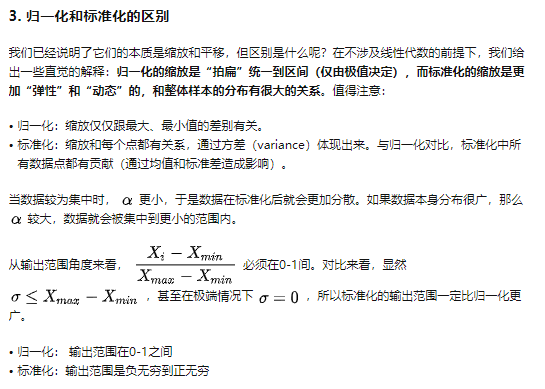 3. 归一化和标准化的区别
我们已经说明了它们的本质是缩放和平移，但区别是什么呢？在不涉及线性代数的前提下，我们给
出一些直觉的解释：归一化的缩放是“拍扁”统一到区间（仅由极值决定），而标准化的缩放是更
加“弹性”和“动态”的，和整体样本的分布有很大的关系。值得注意：
• 归一化：缩放仅仅跟最大、最小值的差别有关。
• 标准化：缩放和每个点都有关系，通过方差（variance）体现出来。与归一化对比，标准化中所
有数据点都有贡献（通过均值和标准差造成影响）。
当数据较为集中时， α 更小，于是数据在标准化后就会更加分散。如果数据本身分布很广，那么
α 较大，数据就会被集中到更小的范围内。
从输出范围角度来看， \frac{X_i - X_{min}}{X_{max} - X_{min}} 必须在0-1间。对比来看，显然
σ ≤ X_{max} - X_{min} ，甚至在极端情况下 σ = 0 ，所以标准化的输出范围一定比归一化更
广。
• 归一化： 输出范围在0-1之间
• 标准化：输出范围是负无穷到正无穷